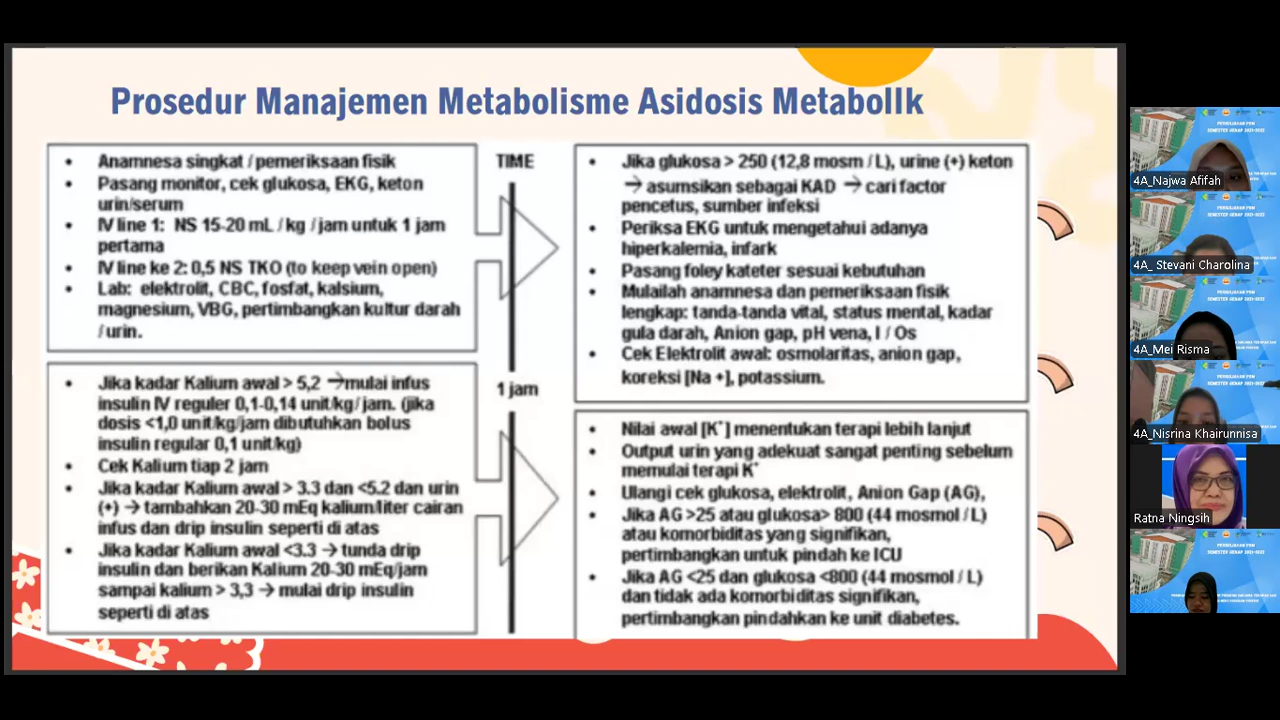 Prosedur Manajemen Metabolisme Asidosis MetabolIk
• Anamnesa singkat / pemeriksaan fisik
• Pasang monitor, cek glukosa, EKG, keton
urin/serum
• IV line 1: NS 15-20 mL / kg / jam untuk 1 jam
pertama
• IV line ke 2: 0,5 NS TKO (to keep vein open)
• Lab: elektrolit, CBC, fosfat, kalsium,
magnesium, VBG, pertimbangkan kultur darah
/ urin.
TIME
• Jika glukosa > 250 (12,8 mosm / L), urine (+) keton
→ asumsikan sebagai KAD → cari factor
pencetus, sumber infeksi
• Periksa EKG untuk mengetahui adanya
hiperkalemia, infark
• Pasang foley kateter sesuai kebutuhan
• Mulailah anamnesa dan pemeriksaan fisik
lengkap: tanda-tanda vital, status mental, kadar
gula darah, Anion gap, pH vena, I / Os
• Cek Elektrolit awal: osmolaritas, anion gap,
koreksi [Na +], potassium.
• Jika kadar Kalium awal > 5,2 →mulai infus
insulin IV reguler 0,1-0,14 unit/kg/jam. (jika
dosis <1,0 unit/kg/jam dibutuhkan bolus
insulin regular 0,1 unit/kg)
• Cek Kalium tiap 2 jam
• Jika kadar Kalium awal > 3.3 dan <5.2 dan urin
(+) → tambahkan 20-30 mEq kalium/liter cairan
infus dan drip insulin seperti di atas
• Jika kadar Kalium awal <3.3 → tunda drip
insulin dan berikan Kalium 20-30 mEq/jam
sampai kalium > 3,3 → mulai drip insulin
seperti di atas
1 jam
• Nilai awal [K+] menentukan terapi lebih lanjut
• Output urin yang adekuat sangat penting sebelum
memulai terapi K+
• Ulangi cek glukosa, elektrolit, Anion Gap (AG),
• Jika AG >25 atau glukosa> 800 (44 mosmol / L)
atau komorbiditas yang signifikan,
pertimbangkan untuk pindah ke ICU
• Jika AG <25 dan glukosa <800 (44 mosmol / L)
dan tidak ada komorbiditas signifikan,
pertimbangkan pindahkan ke unit diabetes.
4A_Najwa Afifah
4A_ Stevani Charolina
4A_Mei Risma
4A_Nisrina Khairunnisa
Ratna Ningsih